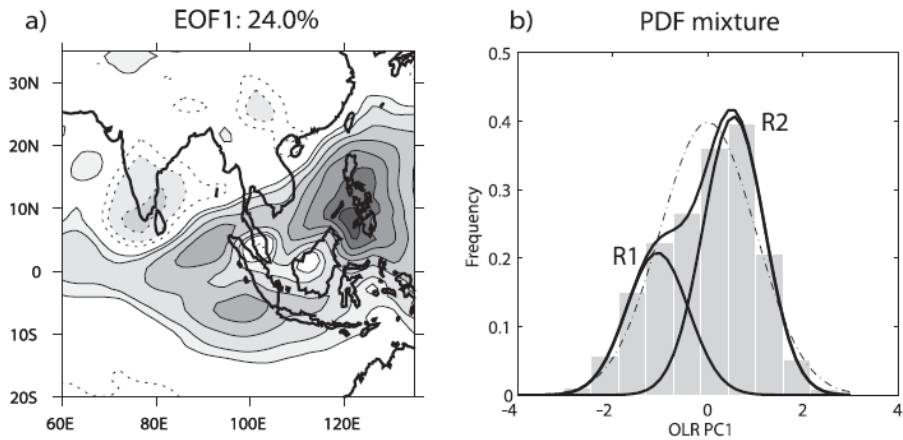 a) EOF1: 24.0%
30N
20N
10N
0
10S
20S
60E 80E 100E 120E
b) PDF mixture
0.5
0.4
0.3
0.2
0.1
0
Frequency
R1
R2
-4 -2 0 2 4
OLR PC1